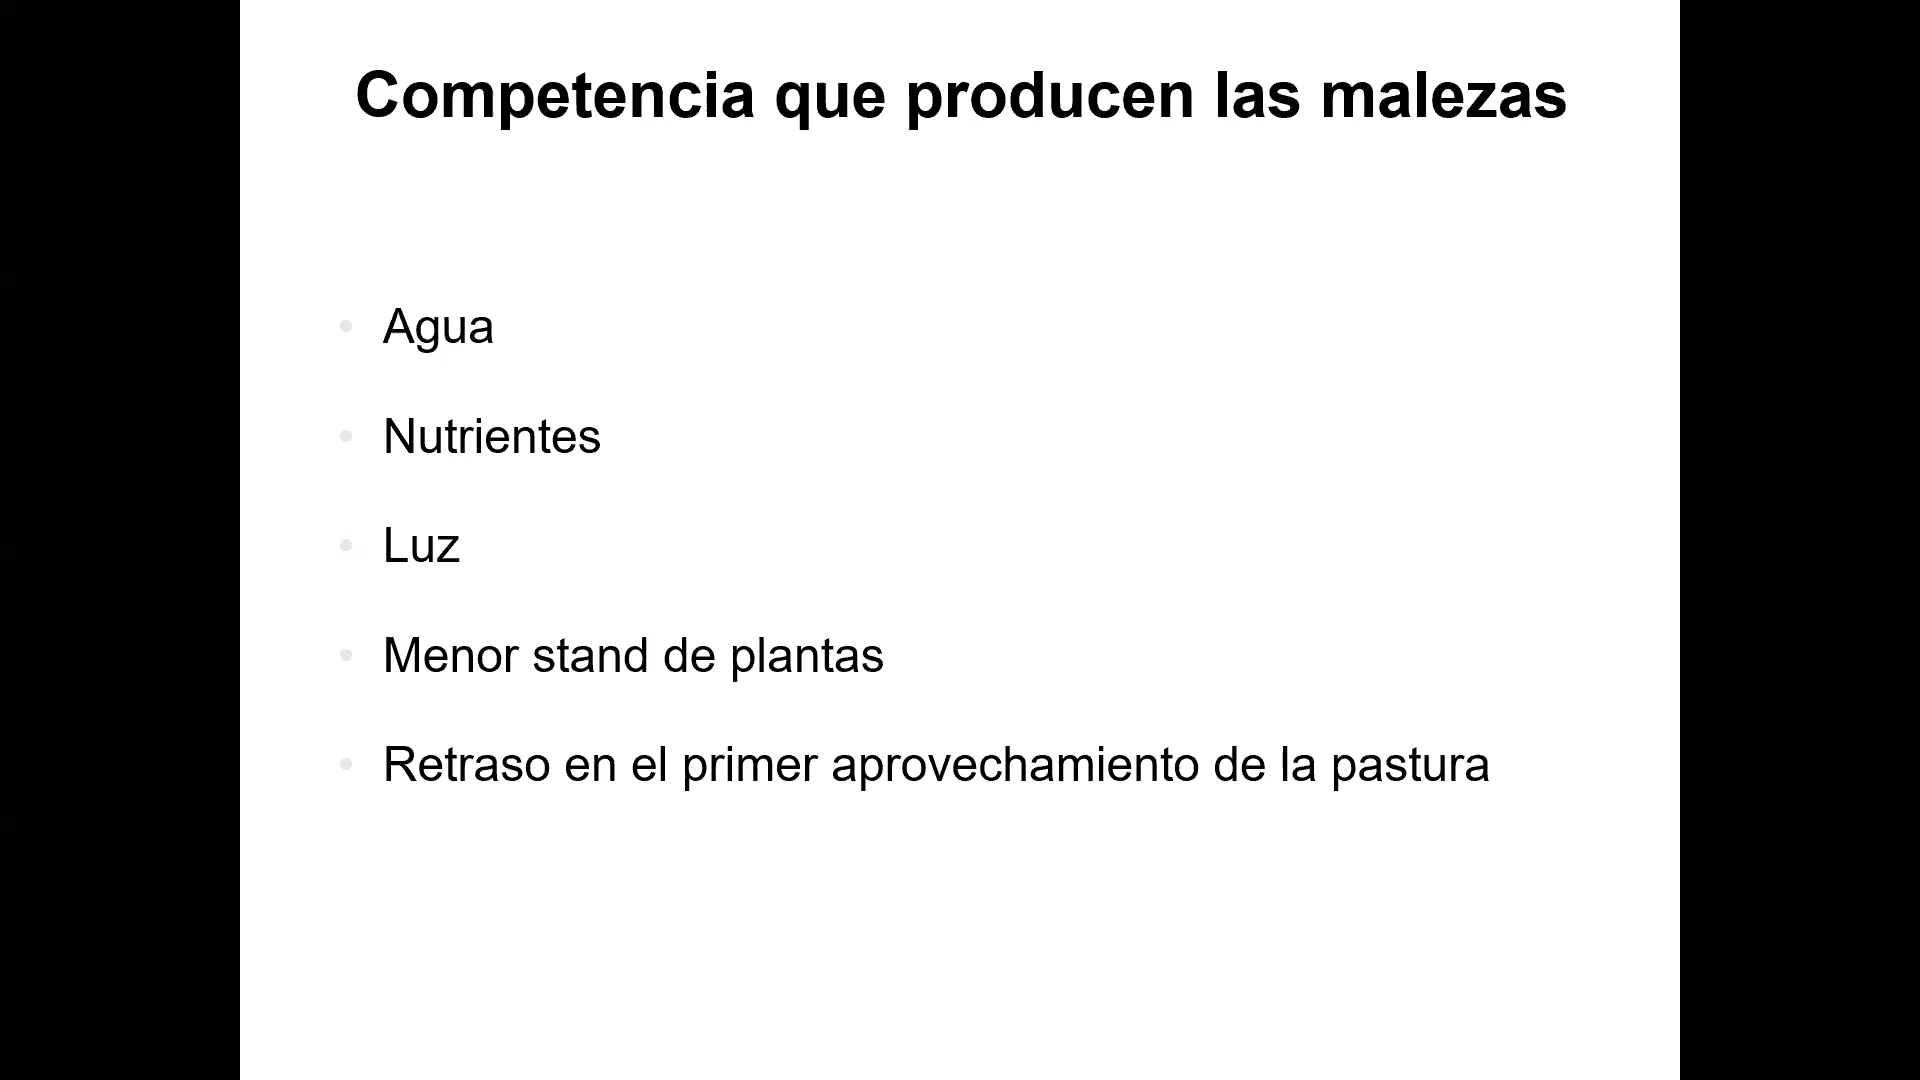 Competencia que producen las malezas
• Agua
• Nutrientes
• Luz
• Menor stand de plantas
• Retraso en el primer aprovechamiento de la pastura